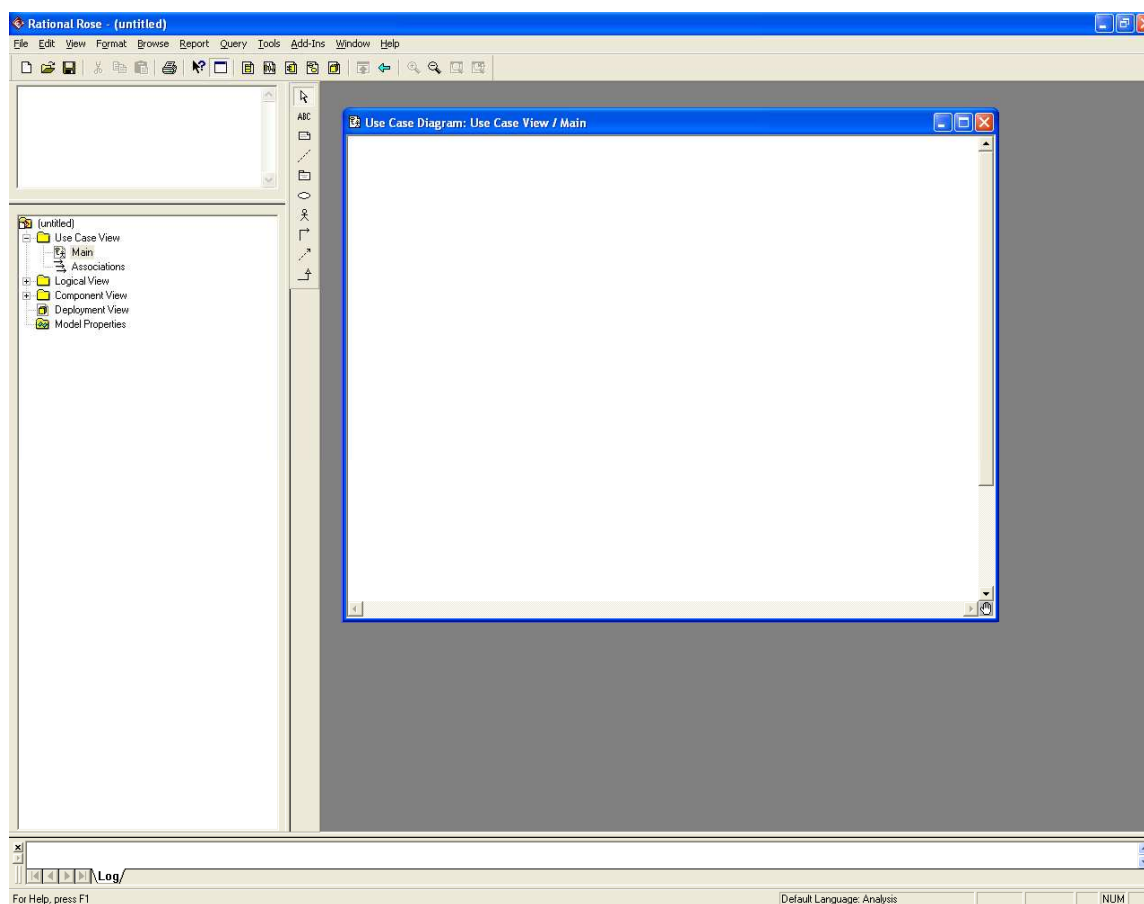 Rational Rose - (untitled)
File Edit View Format Browse Report Query Tools Add-Ins Window Help
ABC
Use Case Diagram: Use Case View / Main
(untitled)
Use Case View
Main
Associations
Logical View
Component View
Deployment View
Model Properties
Log
For Help, press F1
Default Language: Analysis
NUM